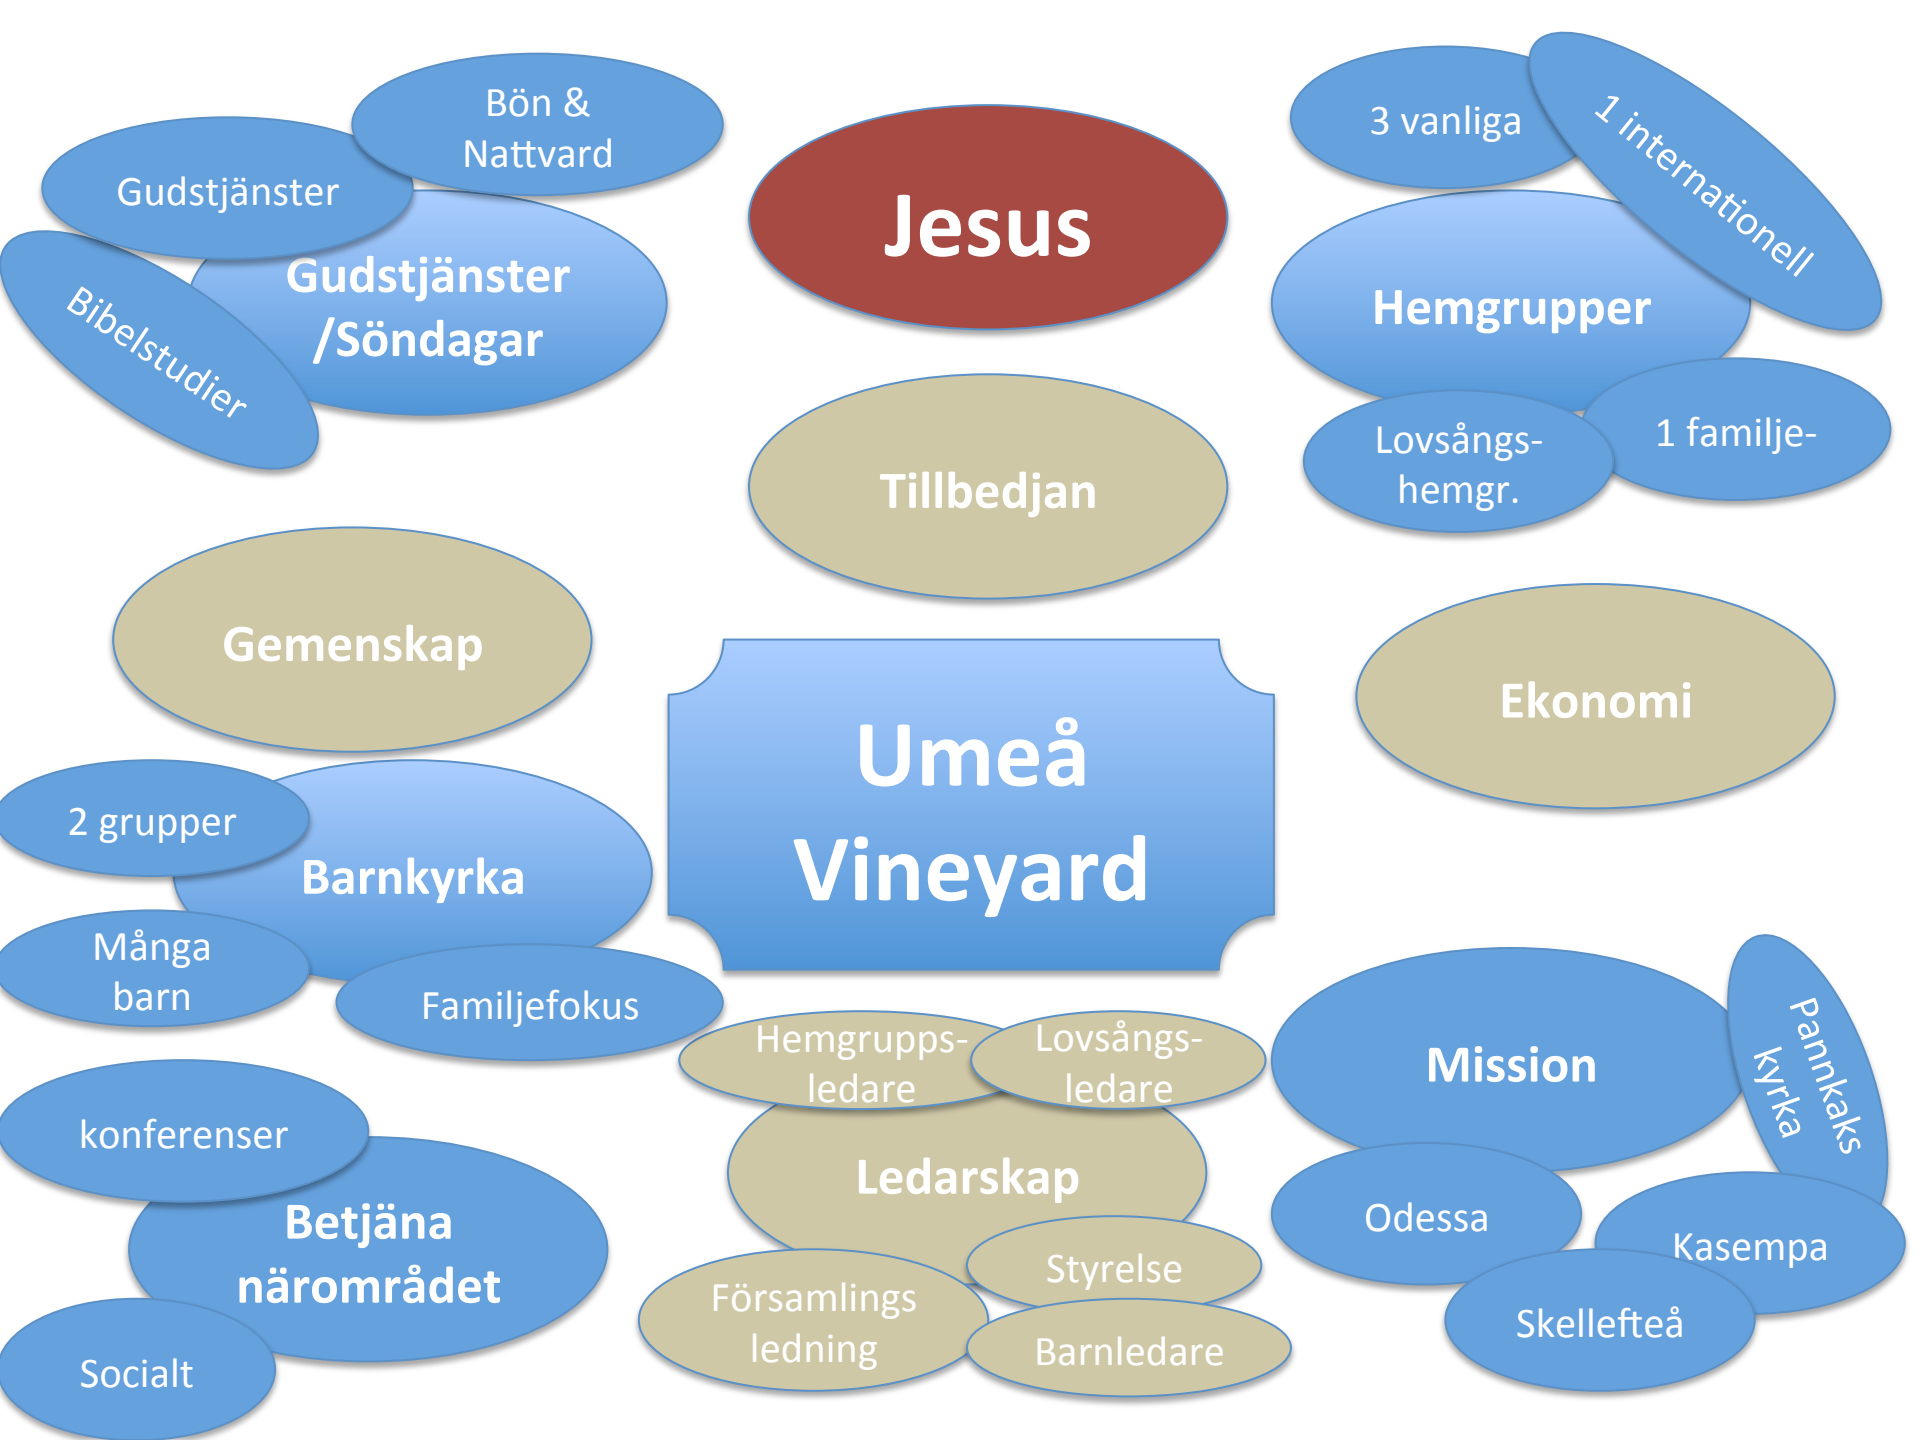 Bön &
Nattvard
Gudstjänster
Bibelstudier
Gudstjänster
/Söndagar
Jesus
3 vanliga
1 internationell
Hemgrupper
Lovsångs-
hemgr.
1 familje-
Tillbedjan
Gemenskap
Ekonomi
Umeå
Vineyard
2 grupper
Barnkyrka
Många
barn
Familjefokus
konferenser
Betjäna
närområdet
Socialt
Hemgrupps-
ledare
Lovsångs-
ledare
Ledarskap
Församlings
ledning
Styrelse
Barnledare
Mission
Pannkaks
kyrka
Odessa
Kasempa
Skellefteå